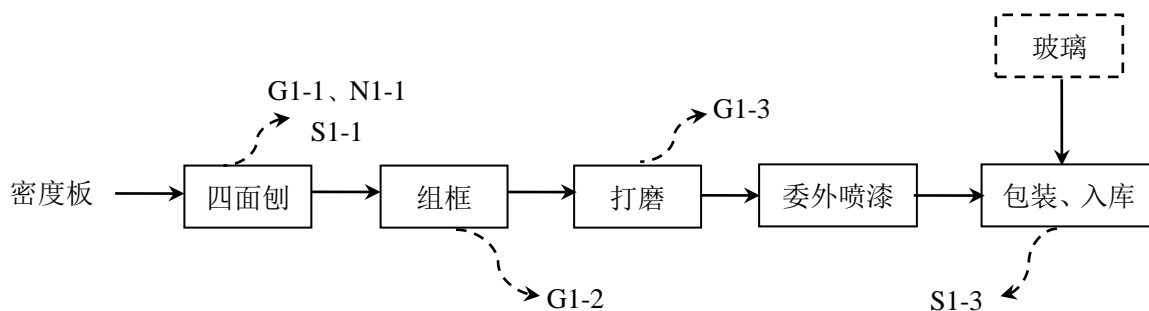 玻璃
G1-1、N1-1
S1-1
G1-3
密度板
四面刨
组框
打磨
委外喷漆
包装、入库
G1-2
S1-3